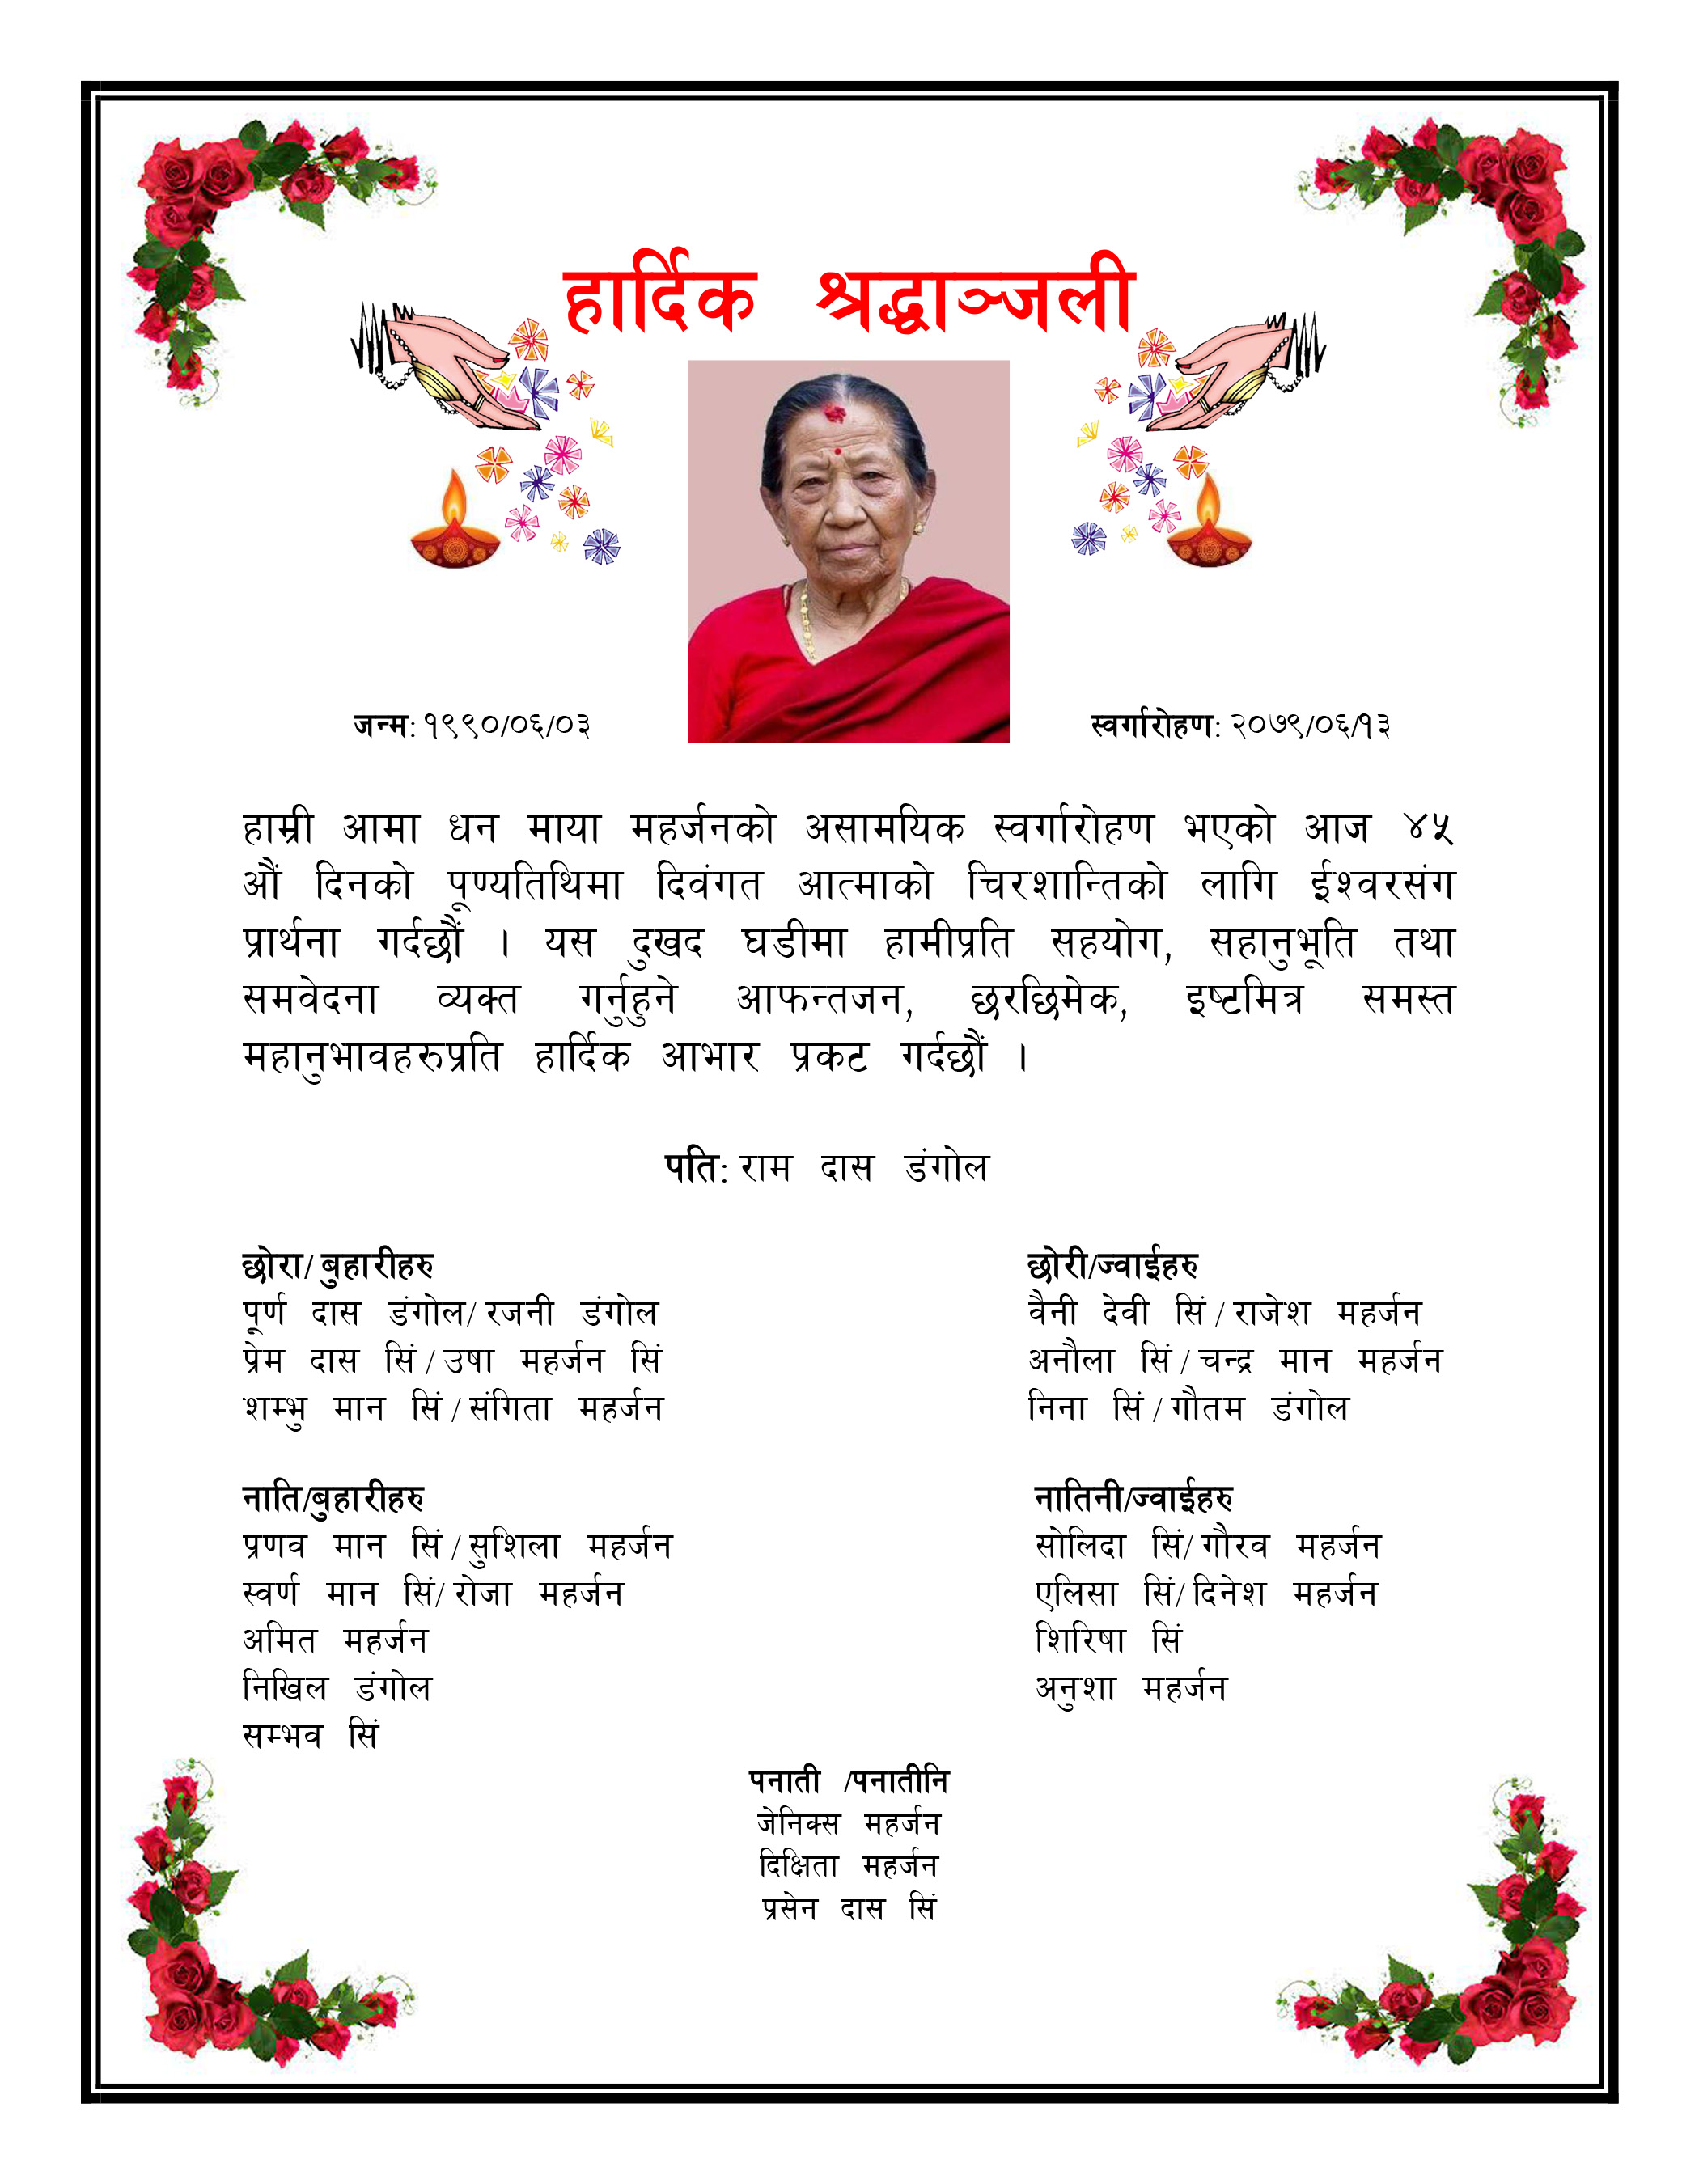 हार्दिक श्रद्धाञ्जली
जन्म: १९९०/०६/०३
स्वर्गारोहण: २०७९/०६/१३
हाम्री आमा धन माया महर्जनको असामयिक स्वर्गारोहण भएको आज ४५
औं दिनको पूण्यतिथिमा दिवंगत आत्माको चिरशान्तिको लागि ईश्वरसंग
प्रार्थना गर्दछौं । यस दुखद घडीमा हामीप्रति सहयोग, सहानुभूति तथा
समवेदना व्यक्त गर्नुहुने आफन्तजन, छरछिमेक, इष्टमित्र समस्त
महानुभावहरुप्रति हार्दिक आभार प्रकट गर्दछौं ।
पति: राम दास डंगोल
छोरा/ बुहारीहरु
पूर्ण दास डंगोल/ रजनी डंगोल
प्रेम दास सिं / उषा महर्जन सिं
शम्भु मान सिं / संगिता महर्जन
छोरी/ज्वाईहरु
वैनी देवी सिं / राजेश महर्जन
अनौला सिं / चन्द्र मान महर्जन
निना सिं / गौतम डंगोल
नाति/बुहारीहरु
प्रणव मान सिं / सुशिला महर्जन
स्वर्ण मान सिं/ रोजा महर्जन
अमित महर्जन
निखिल डंगोल
सम्भव सिं
नातिनी/ज्वाईहरु
सोलिदा सिं/ गौरव महर्जन
एलिसा सिं/ दिनेश महर्जन
शिरिषा सिं
अनुशा महर्जन
पनाती /पनातीनि
जेनिक्स महर्जन
दिक्षिता महर्जन
प्रसेन दास सिं